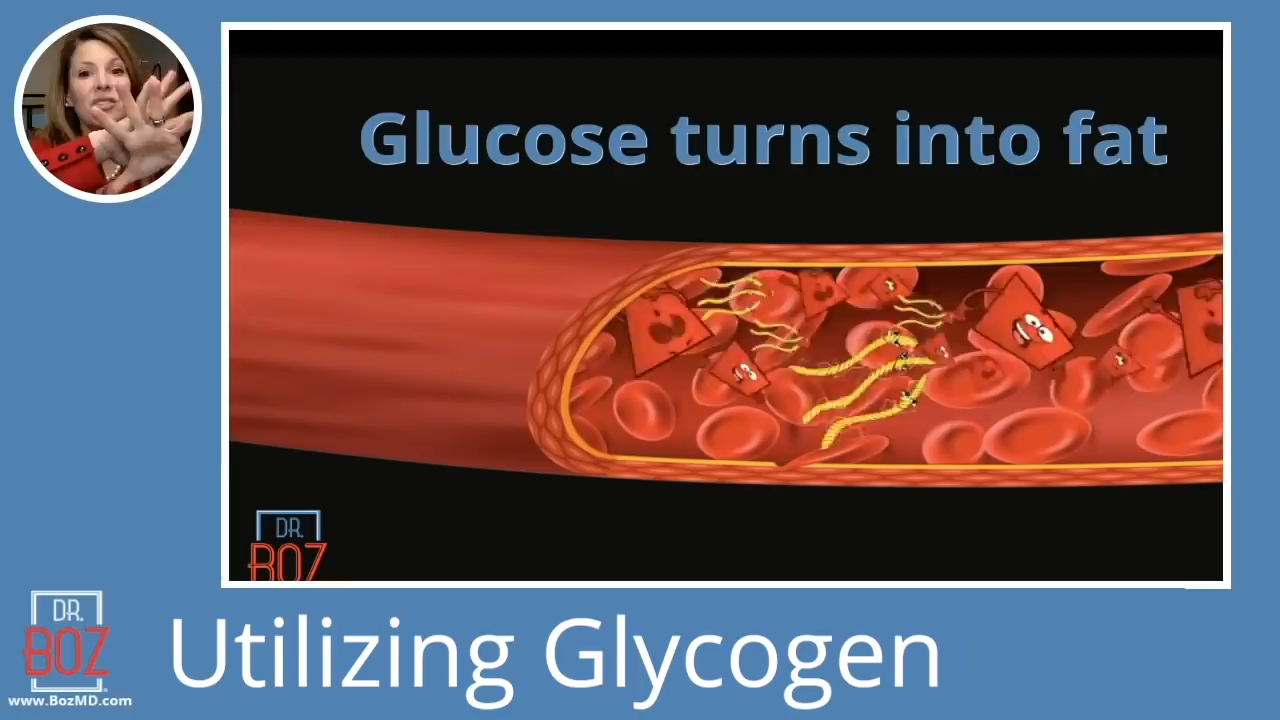 Glucose turns into fat
DR.
BOZ
DR.
BOZ
www.BozMD.com
Utilizing Glycogen